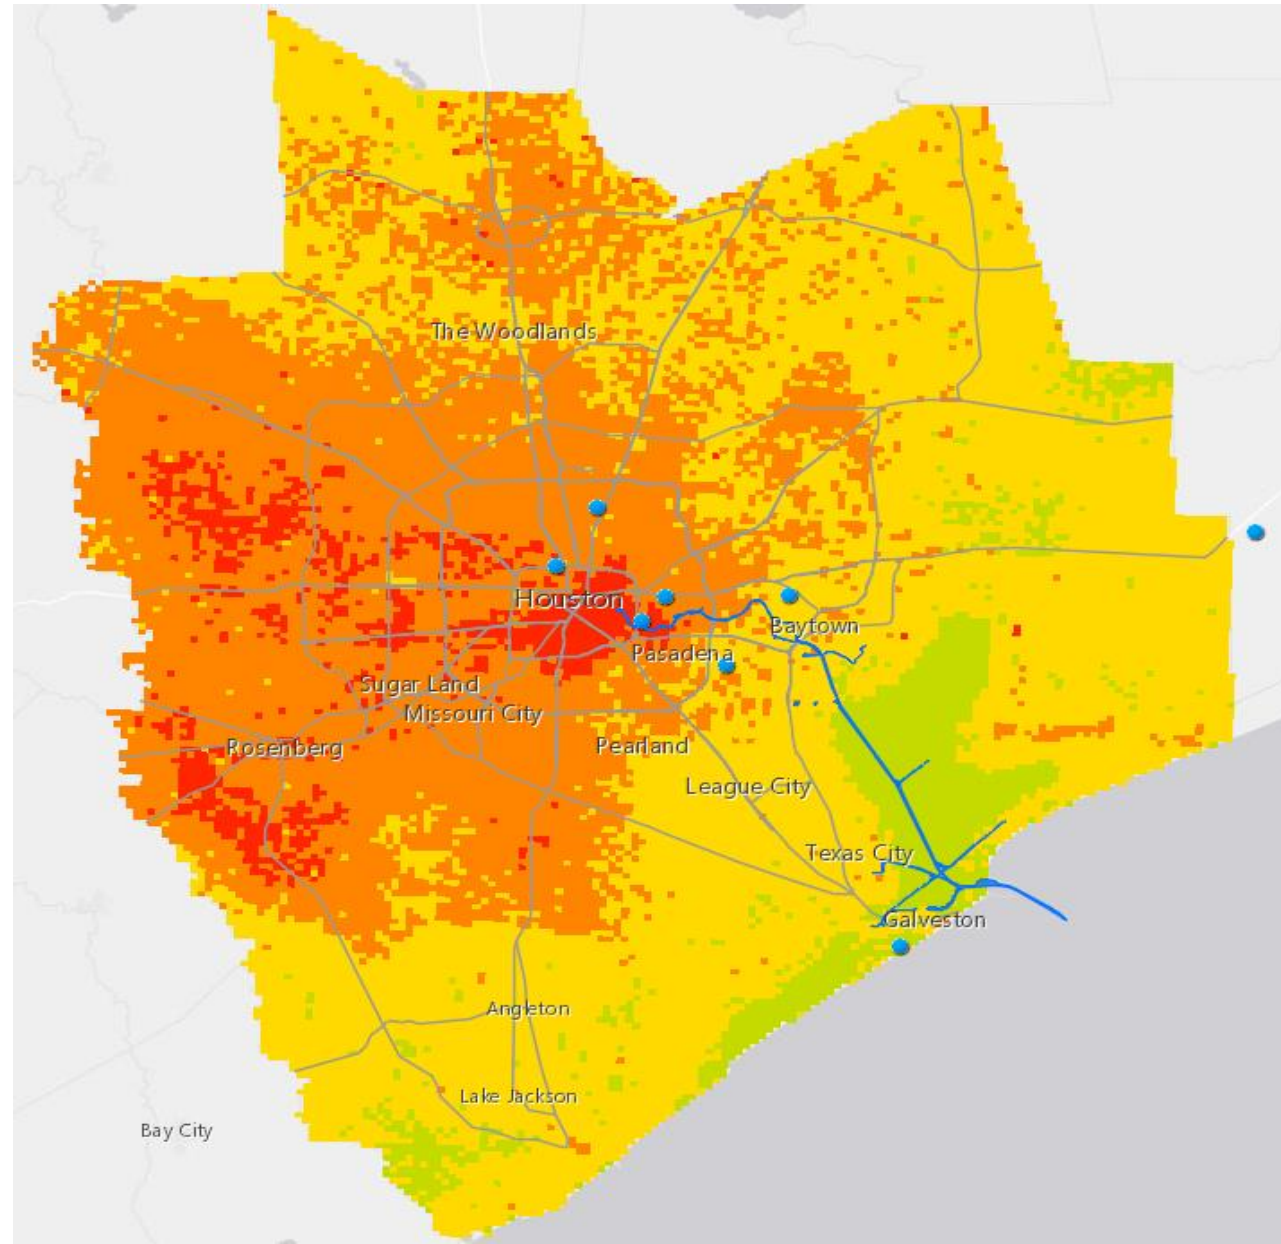 The Woodlands
Houston
Baytown
Pasadena
Sugar Land
Missouri City
Rosenberg
Pearland
League City
Texas City
Galveston
Angleton
Lake Jackson
Bay City